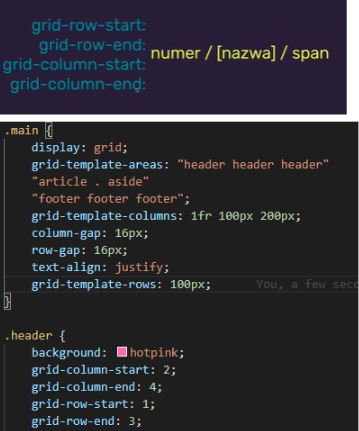 grid-row-start:
grid-row-end:
grid-column-start:
grid-column-end:
numer / [nazwa] / span
.main {
display: grid;
grid-template-areas: "header header header"
"article . aside"
"footer footer footer";
grid-template-columns: 1fr 100px 200px;
column-gap: 16px;
row-gap: 16px;
text-align: justify;
grid-template-rows: 100px; You, a few seco
}
.header {
background: hotpink;
grid-column-start: 2;
grid-column-end: 4;
grid-row-start: 1;
grid-row-end: 3;